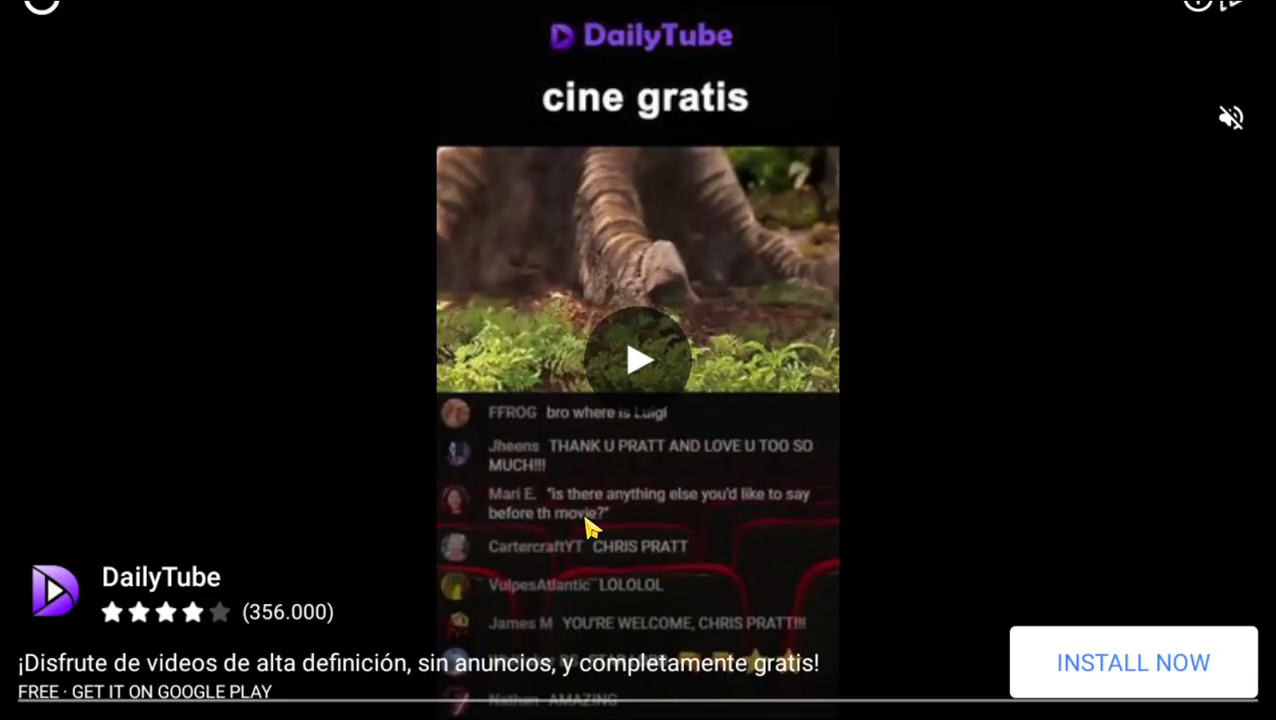 DailyTube
cine gratis
FFROG bro where is Luigi
Jheens THANK U PRATT AND LOVE U TOO SO
MUCH!!!
Mari E. "is there anything else you'd like to say
before th movie?"
CartercraftYT CHRIS PRATT
VulpesAtlantic LOLOLOL
James M YOU'RE WELCOME, CHRIS PRATT!!!
Nathan AMAZING
DailyTube
(356.000)
¡Disfrute de videos de alta definición, sin anuncios, y completamente gratis!
FREE · GET IT ON GOOGLE PLAY
INSTALL NOW